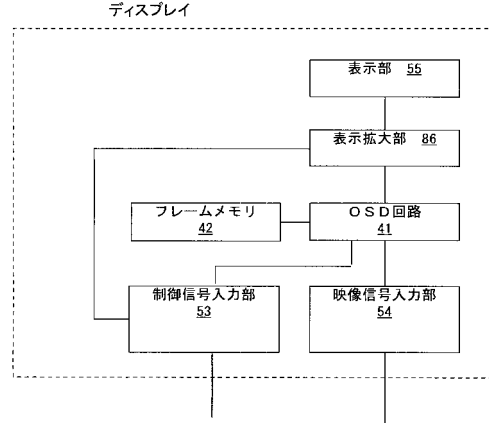 ディスプレイ
表示部 55
表示拡大部 86
フレームメモリ
42
OSD回路
41
制御信号入力部
53
映像信号入力部
54